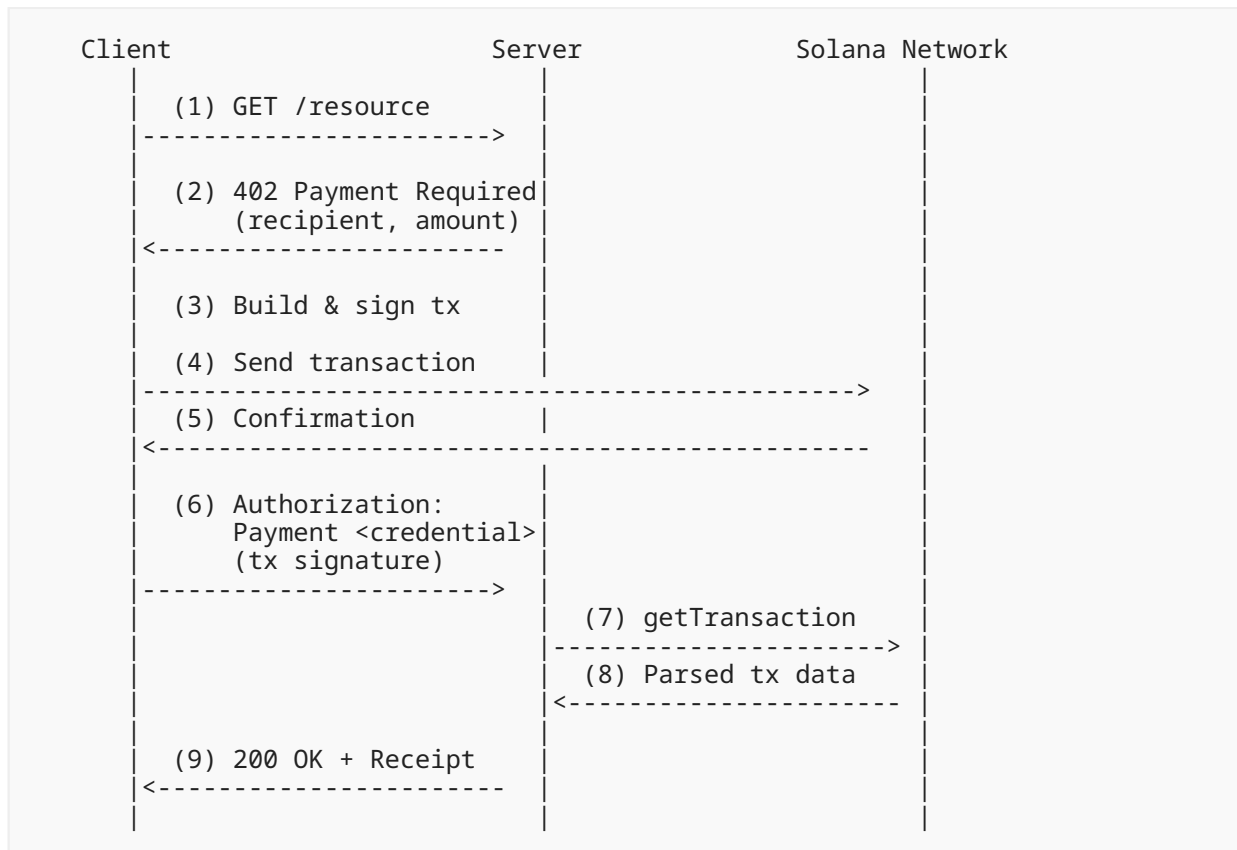 Client Server Solana Network
(1) GET /resource
(2) 402 Payment Required
(recipient, amount)
(3) Build & sign tx
(4) Send transaction
(5) Confirmation
(6) Authorization:
Payment <credential>
(tx signature)
(7) getTransaction
(8) Parsed tx data
(9) 200 OK + Receipt